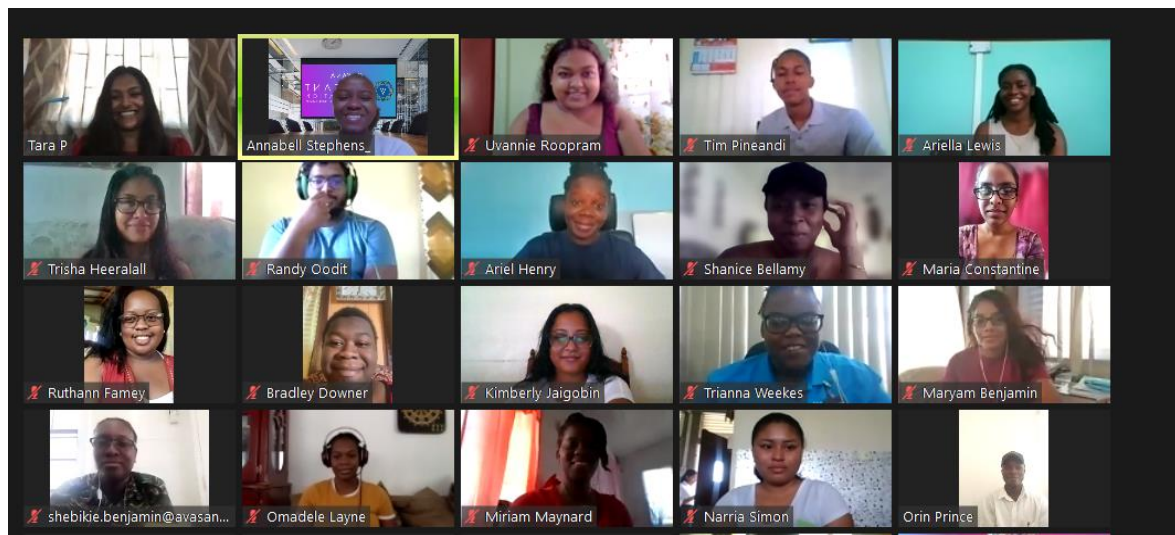 Tara P
Annabell Stephens_
Uvannie Roopram
Tim Pineandi
Ariella Lewis
Trisha Heeralall
Randy Oodit
Ariel Henry
Shanice Bellamy
Maria Constantine
Ruthann Famey
Bradley Downer
Kimberly Jaigobin
Trianna Weekes
Maryam Benjamin
shebikie.benjamin@avasan...
Omadele Layne
Miriam Maynard
Narria Simon
Orin Prince